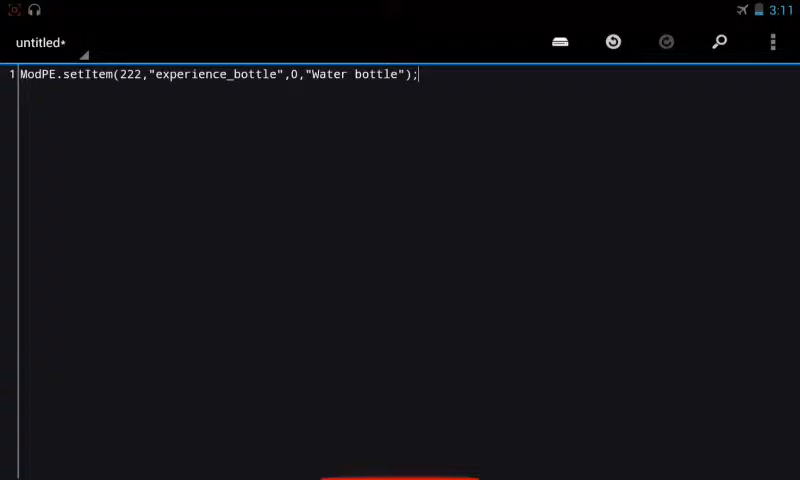 3:11
untitled*
1 ModPE.setItem(222,"experience_bottle",0,"Water bottle");